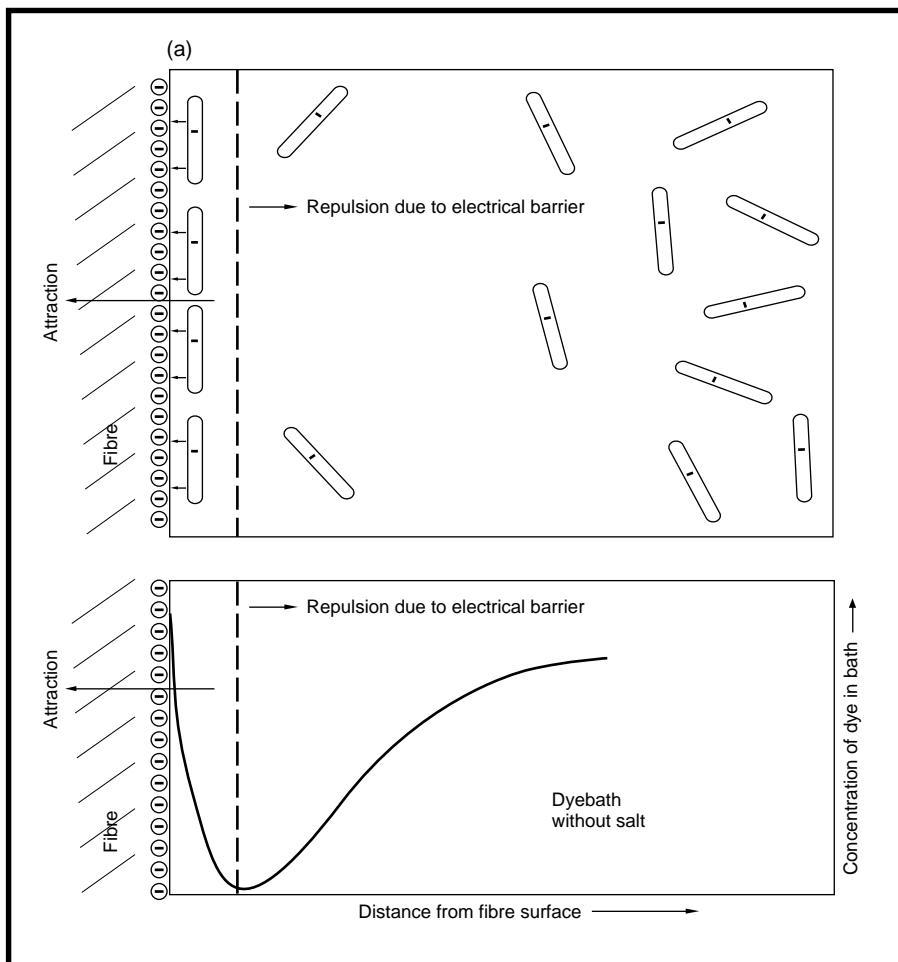 (a)
Repulsion due to electrical barrier
Attraction
Fibre
Repulsion due to electrical barrier
Attraction
Fibre
Dyebath
without salt
Concentration of dye in bath
Distance from fibre surface